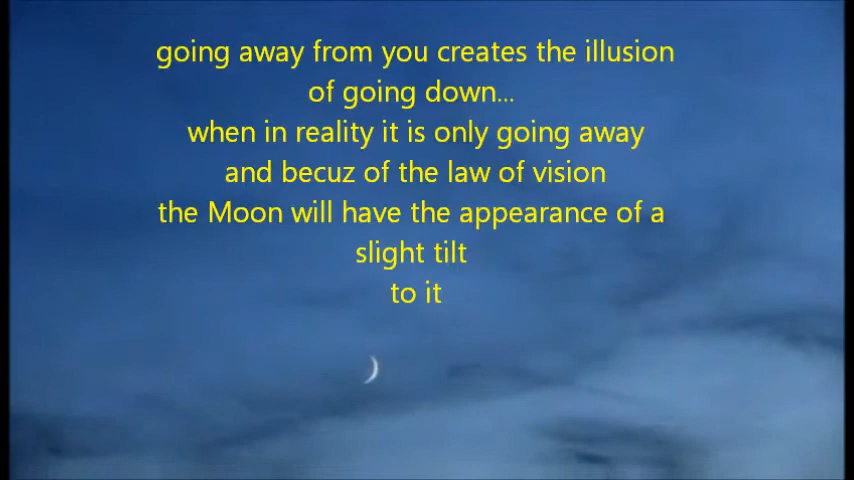 going away from you creates the illusion
of going down...
when in reality it is only going away
and becuz of the law of vision
the Moon will have the appearance of a
slight tilt
to it